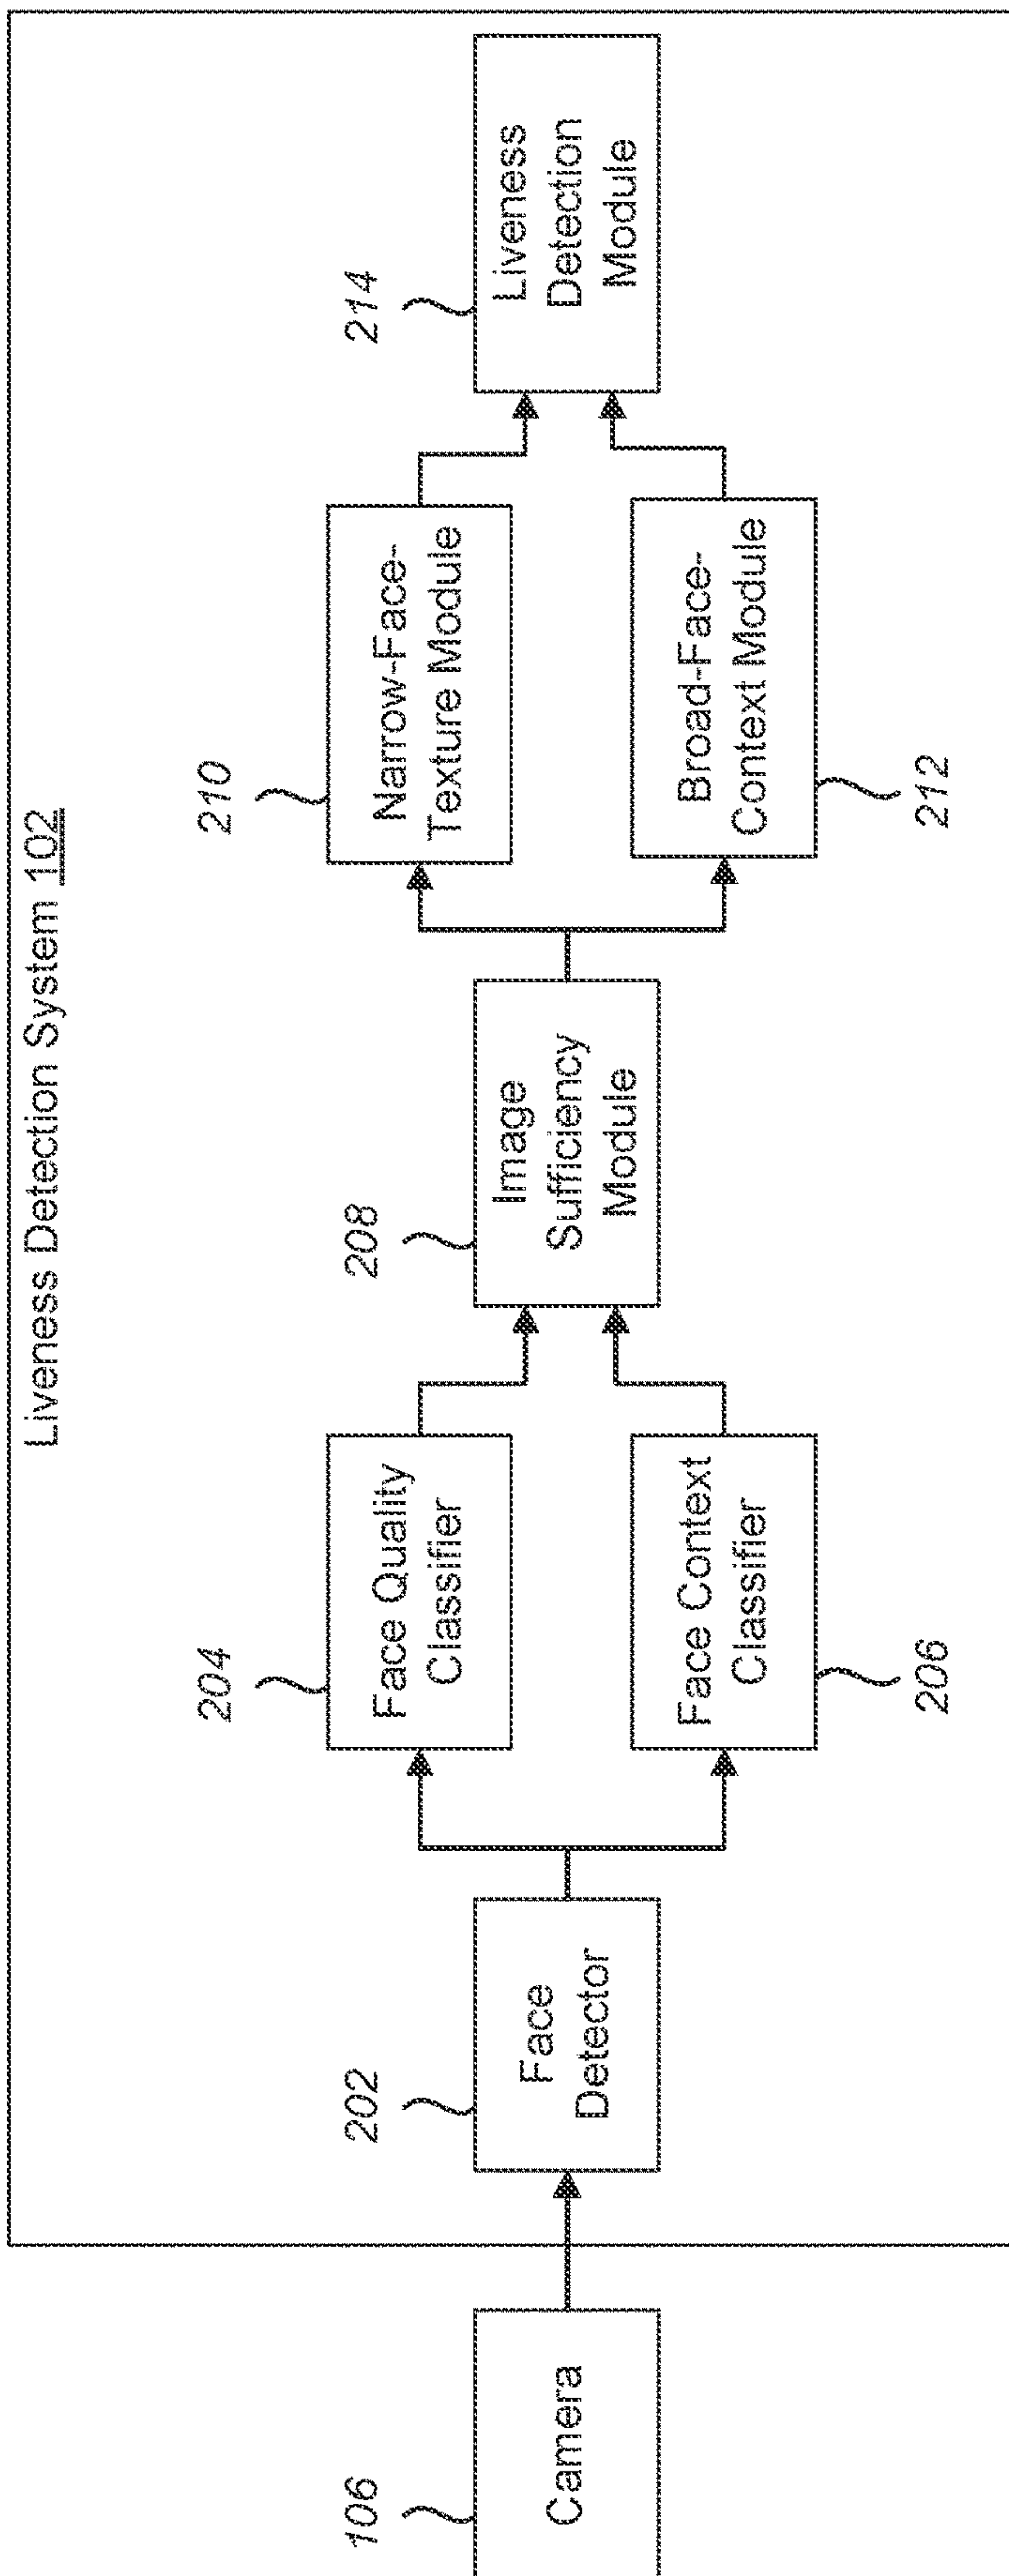 Liveness Detection System 102
106
Camera
202
Face
Detector
204
Face Quality
Classifier
206
Face Context
Classifier
208
Image
Sufficiency
Module
210
Narrow-Face-
Texture Module
212
Broad-Face-
Context Module
214
Liveness
Detection
Module